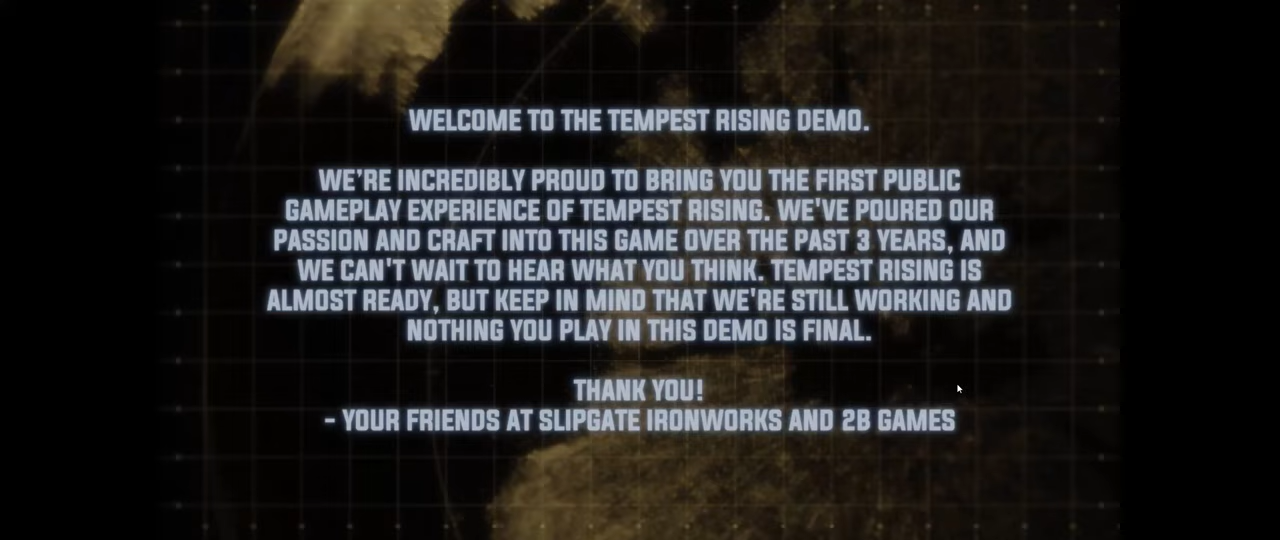 WELCOME TO THE TEMPEST RISING DEMO.
WE'RE INCREDIBLY PROUD TO BRING YOU THE FIRST PUBLIC
GAMEPLAY EXPERIENCE OF TEMPEST RISING. WE'VE POURED OUR
PASSION AND CRAFT INTO THIS GAME OVER THE PAST 3 YEARS, AND
WE CAN'T WAIT TO HEAR WHAT YOU THINK. TEMPEST RISING IS
ALMOST READY, BUT KEEP IN MIND THAT WE'RE STILL WORKING AND
NOTHING YOU PLAY IN THIS DEMO IS FINAL.
THANK YOU!
- YOUR FRIENDS AT SLIPGATE IRONWORKS AND 2B GAMES